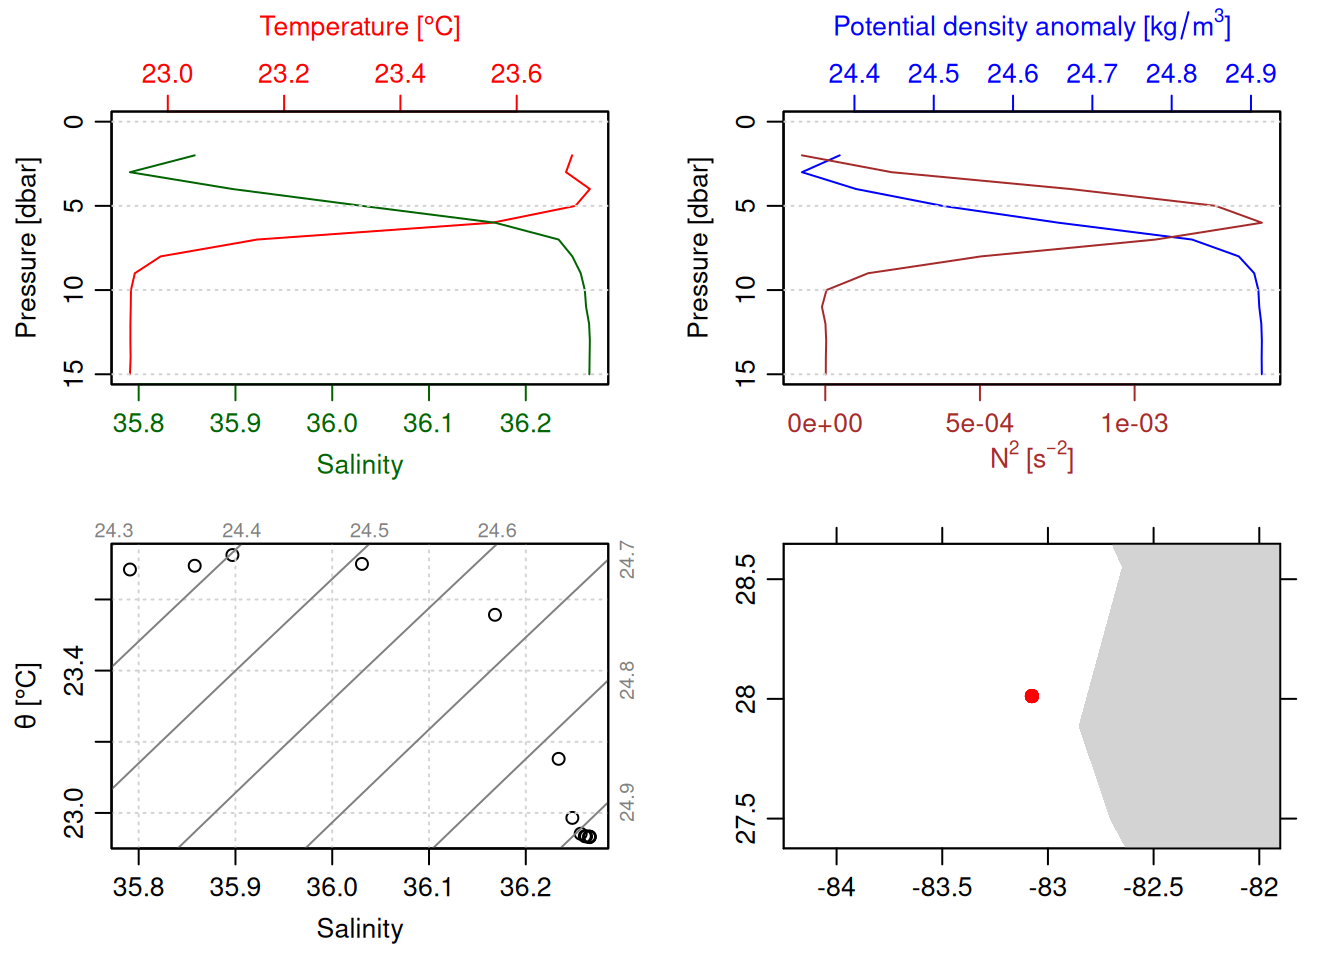 Temperature [°C]
23.0 23.2 23.4 23.6
0
5
10
15
Pressure [dbar]
35.8 35.9 36.0 36.1 36.2
Salinity
Potential density anomaly [kg/m³]
24.4 24.5 24.6 24.7 24.8 24.9
0
5
10
15
Pressure [dbar]
0e+00 5e-04 1e-03
N² [s⁻²]
24.3 24.4 24.5 24.6
24.7
24.8
24.9
23.4
23.0
θ [°C]
35.8 35.9 36.0 36.1 36.2
Salinity
28.5
28
27.5
-84 -83.5 -83 -82.5 -82